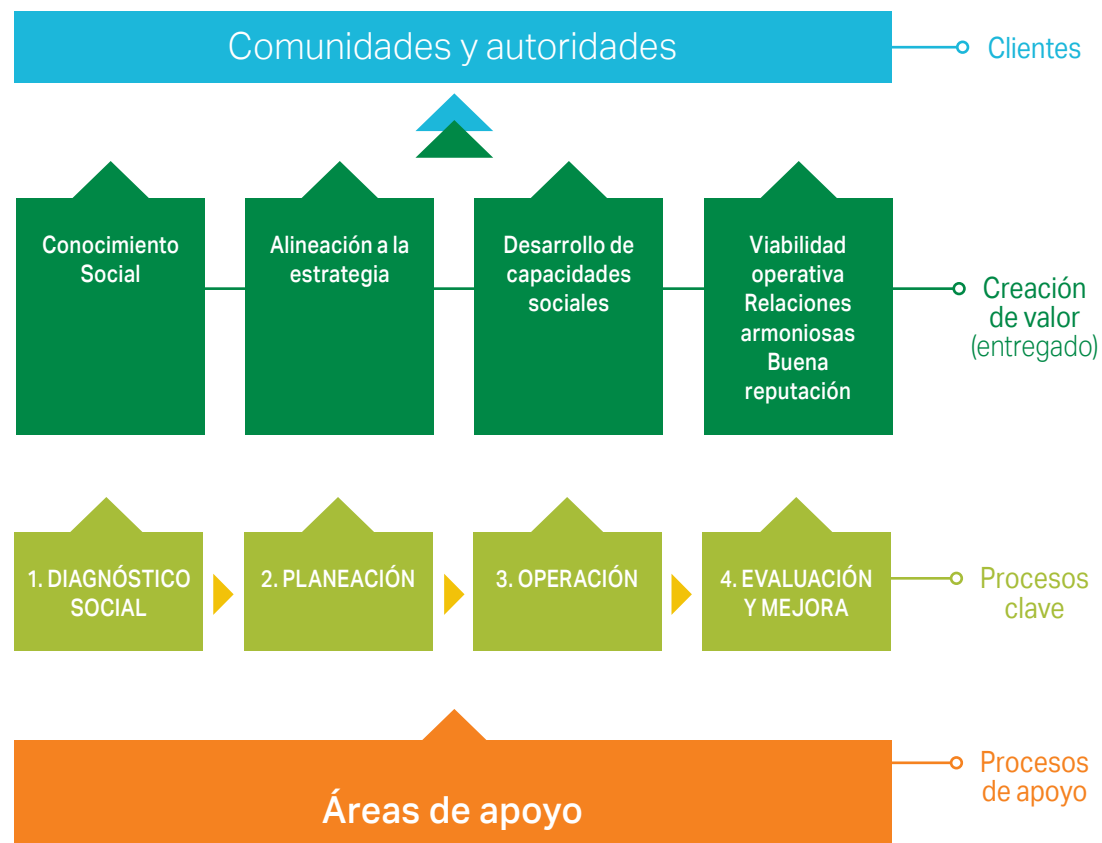 Comunidades y autoridades
Clientes
Conocimiento
Social
Alineación a la
estrategia
Desarrollo de
capacidades
sociales
Viabilidad
operativa
Relaciones
armoniosas
Buena
reputación
Creación
de valor
(entregado)
1. DIAGNÓSTICO
SOCIAL
2. PLANEACIÓN
3. OPERACIÓN
4. EVALUACIÓN
Y MEJORA
Procesos
clave
Áreas de apoyo
Procesos
de apoyo